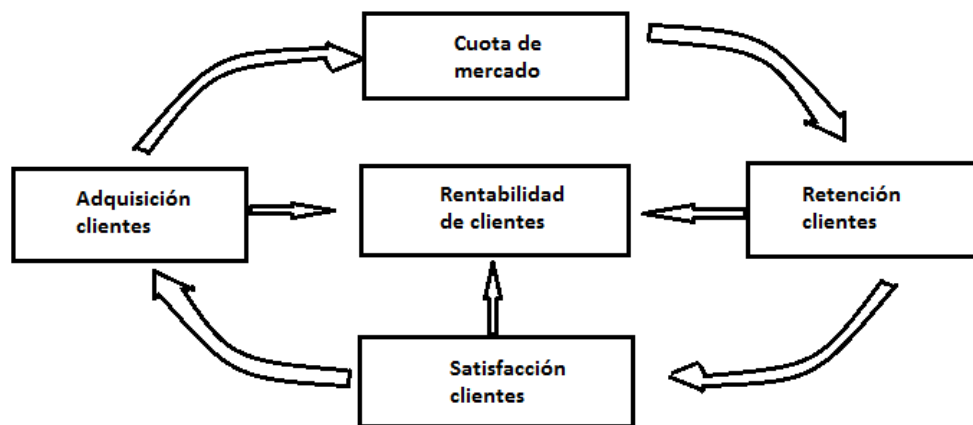 Cuota de
mercado
Adquisición
clientes
Rentabilidad
de clientes
Retención
clientes
Satisfacción
clientes